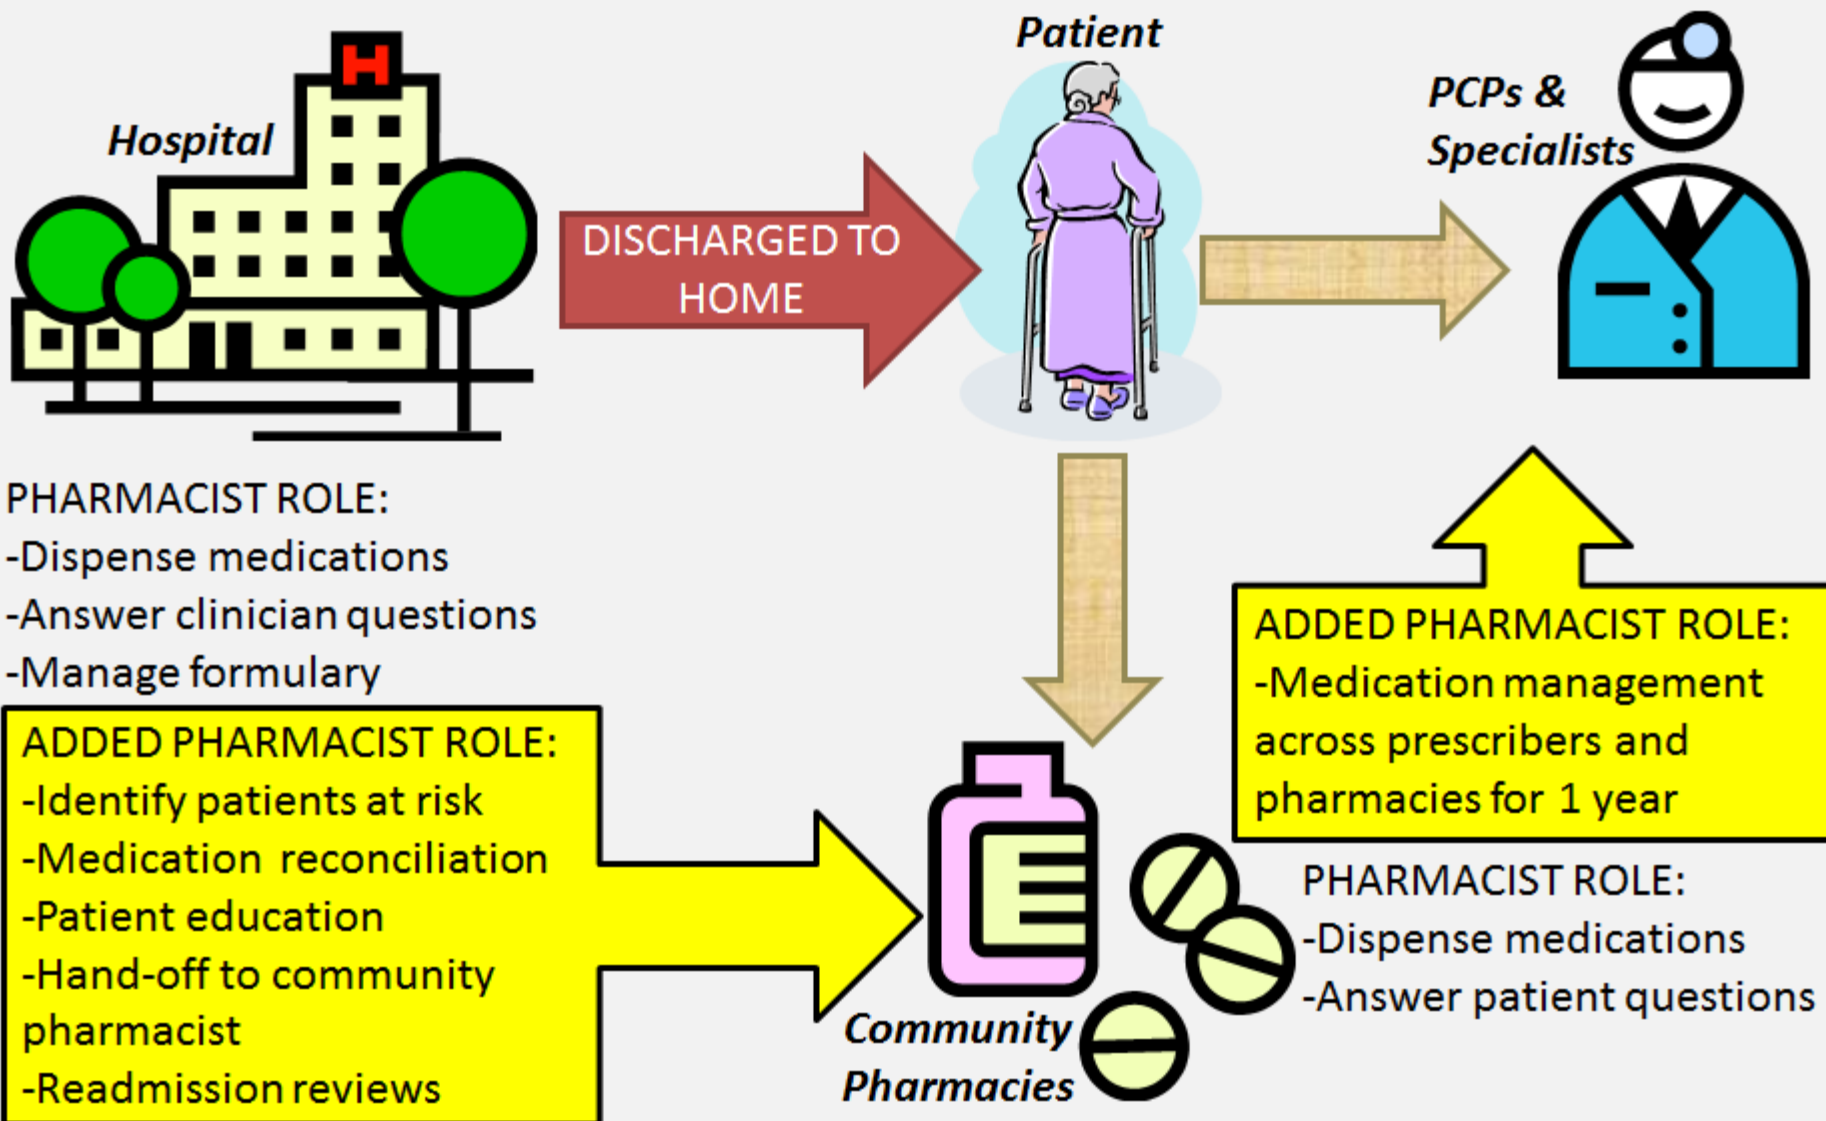 H
Hospital
DISCHARGED TO
HOME
Patient
PCPs &
Specialists
PHARMACIST ROLE:
-Dispense medications
-Answer clinician questions
-Manage formulary
ADDED PHARMACIST ROLE:
-Identify patients at risk
-Medication reconciliation
-Patient education
-Hand-off to community
pharmacist
-Readmission reviews
Community
Pharmacies
ADDED PHARMACIST ROLE:
-Medication management
across prescribers and
pharmacies for 1 year
PHARMACIST ROLE:
-Dispense medications
-Answer patient questions